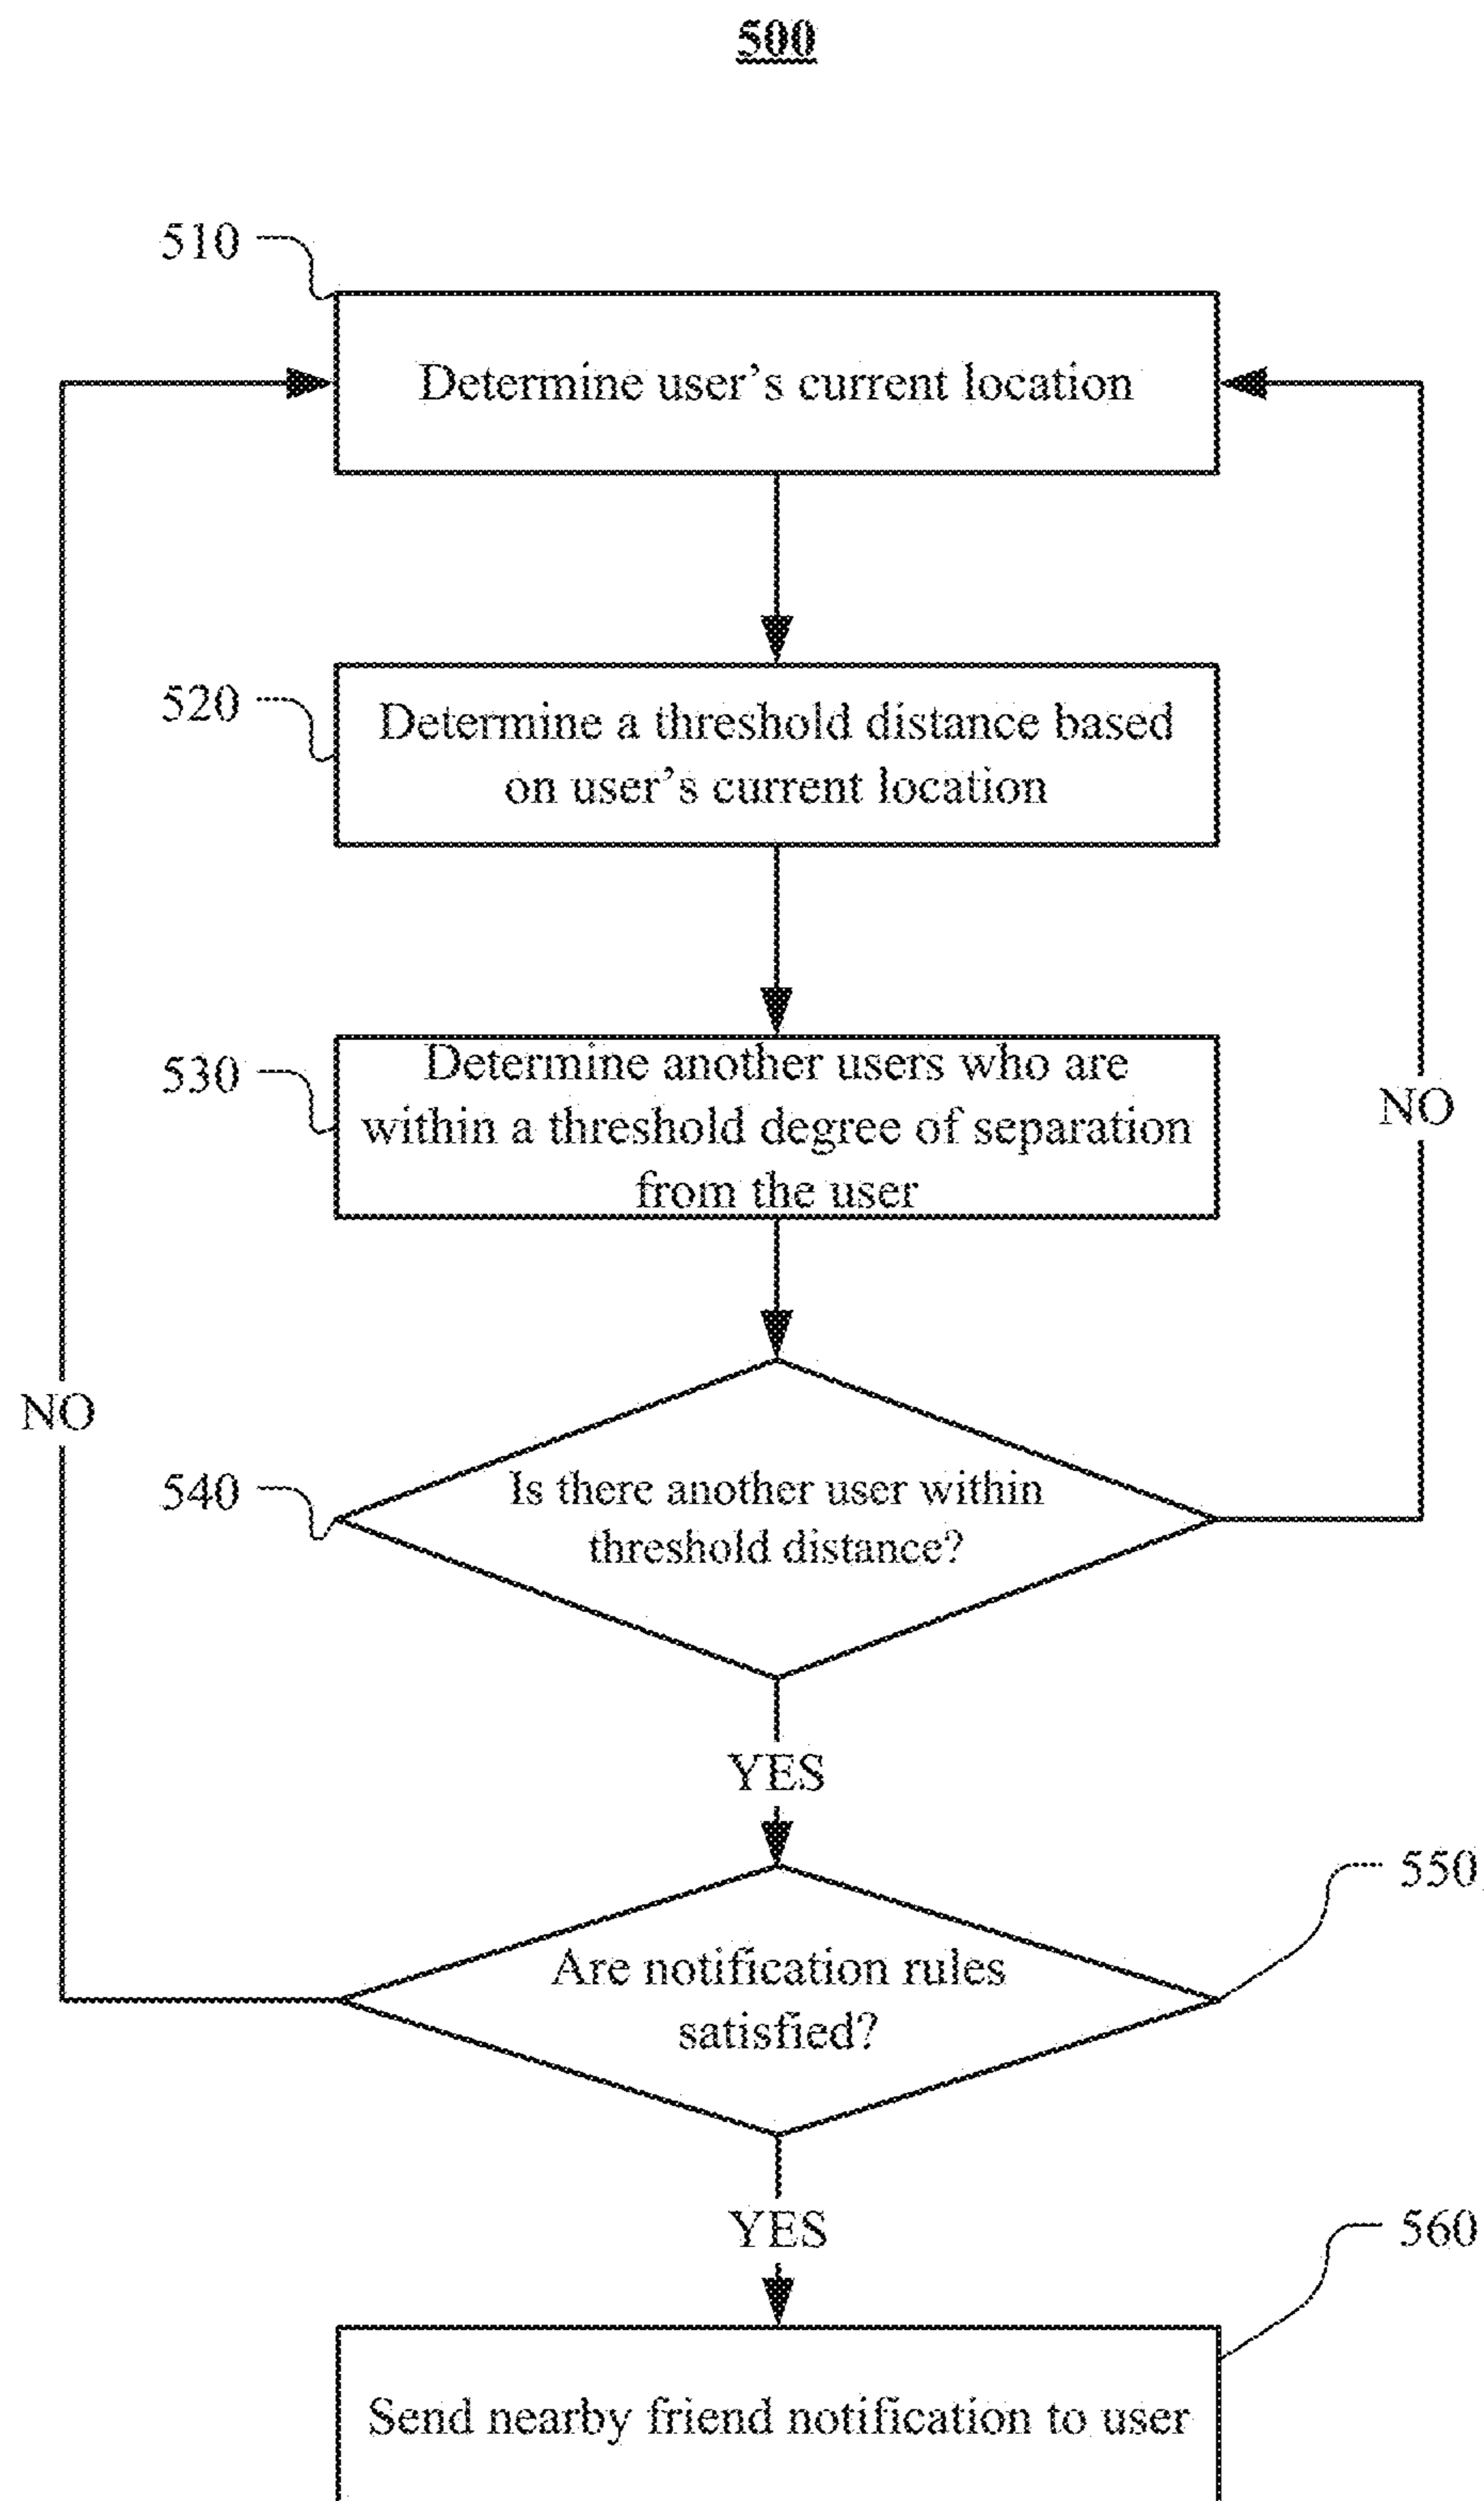 500
510
Determine user's current location
520
Determine a threshold distance based
on user's current location
530
Determine another users who are
within a threshold degree of separation
from the user
NO
NO
540
Is there another user within
threshold distance?
YES
550
Are notification rules
satisfied?
YES
560
Send nearby friend notification to user